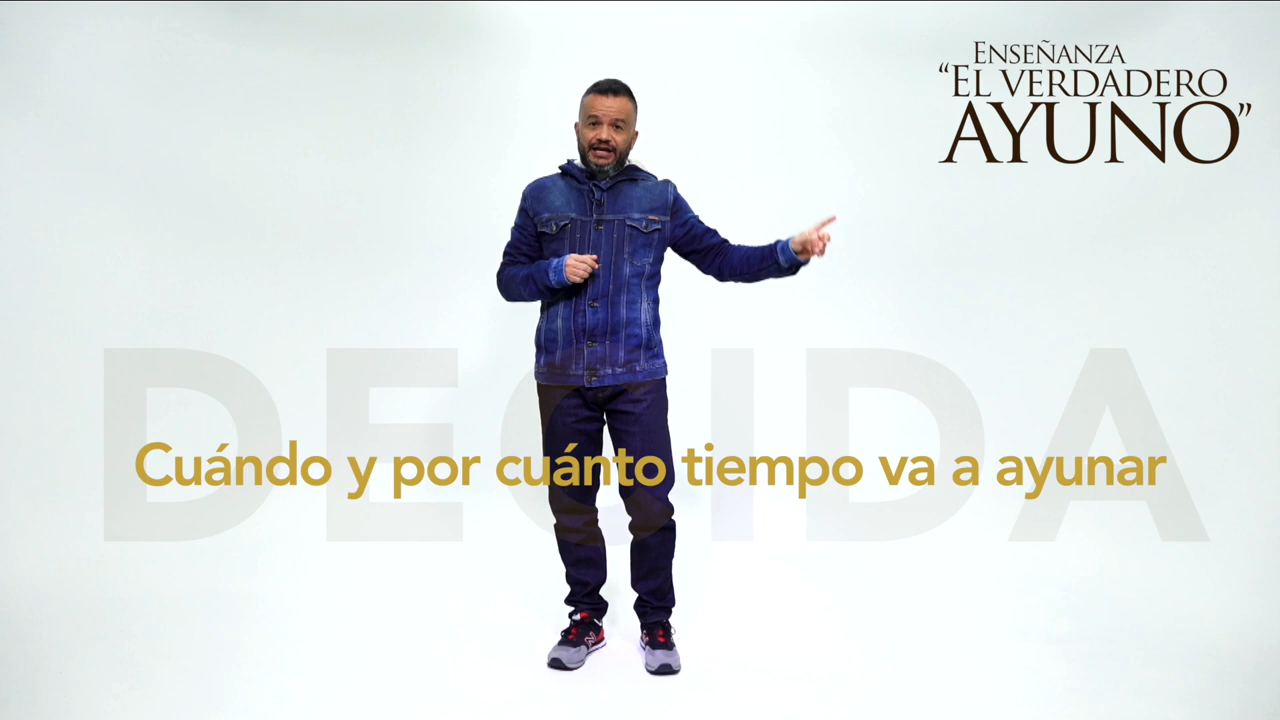 ENSEÑANZA
“EL VERDADERO
AYUNO”
DECIDA
Cuándo y por cuánto tiempo va a ayunar